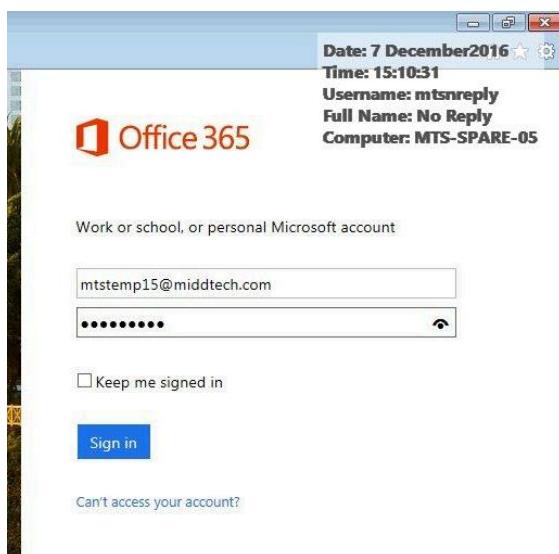 Date: 7 December2016
Time: 15:10:31
Username: mtsnreply
Full Name: No Reply
Computer: MTS-SPARE-05
Office 365
Work or school, or personal Microsoft account
mtstemp15@middtech.com
•••••••••
Keep me signed in
Sign in
Can't access your account?